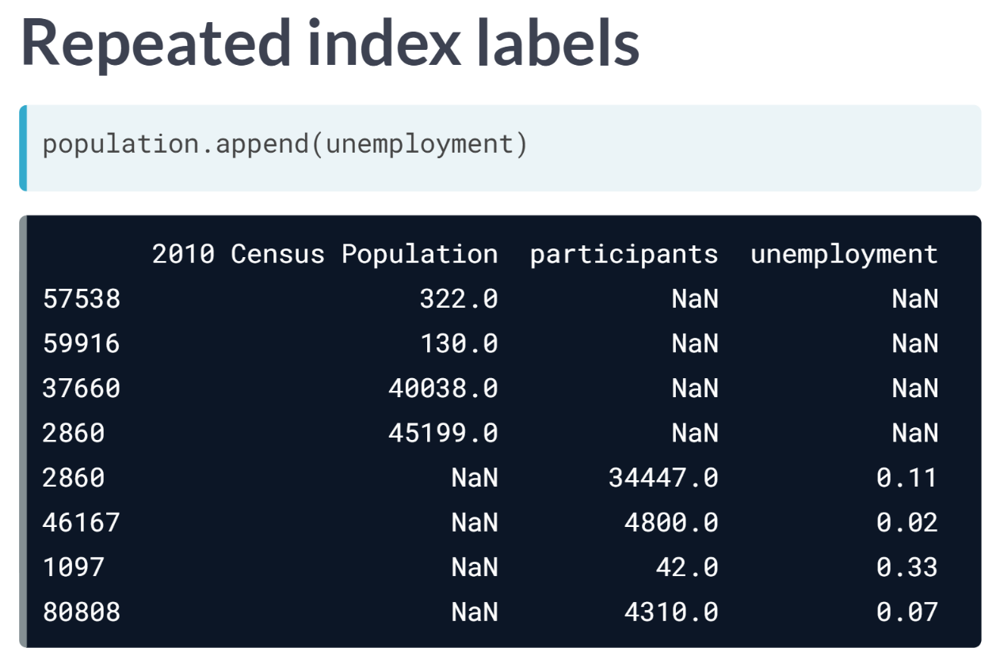 Repeated index labels
population.append(unemployment)
2010 Census Population participants unemployment
57538 322.0 NaN NaN
59916 130.0 NaN NaN
37660 40038.0 NaN NaN
2860 45199.0 NaN NaN
2860 NaN 34447.0 0.11
46167 NaN 4800.0 0.02
1097 NaN 42.0 0.33
80808 NaN 4310.0 0.07